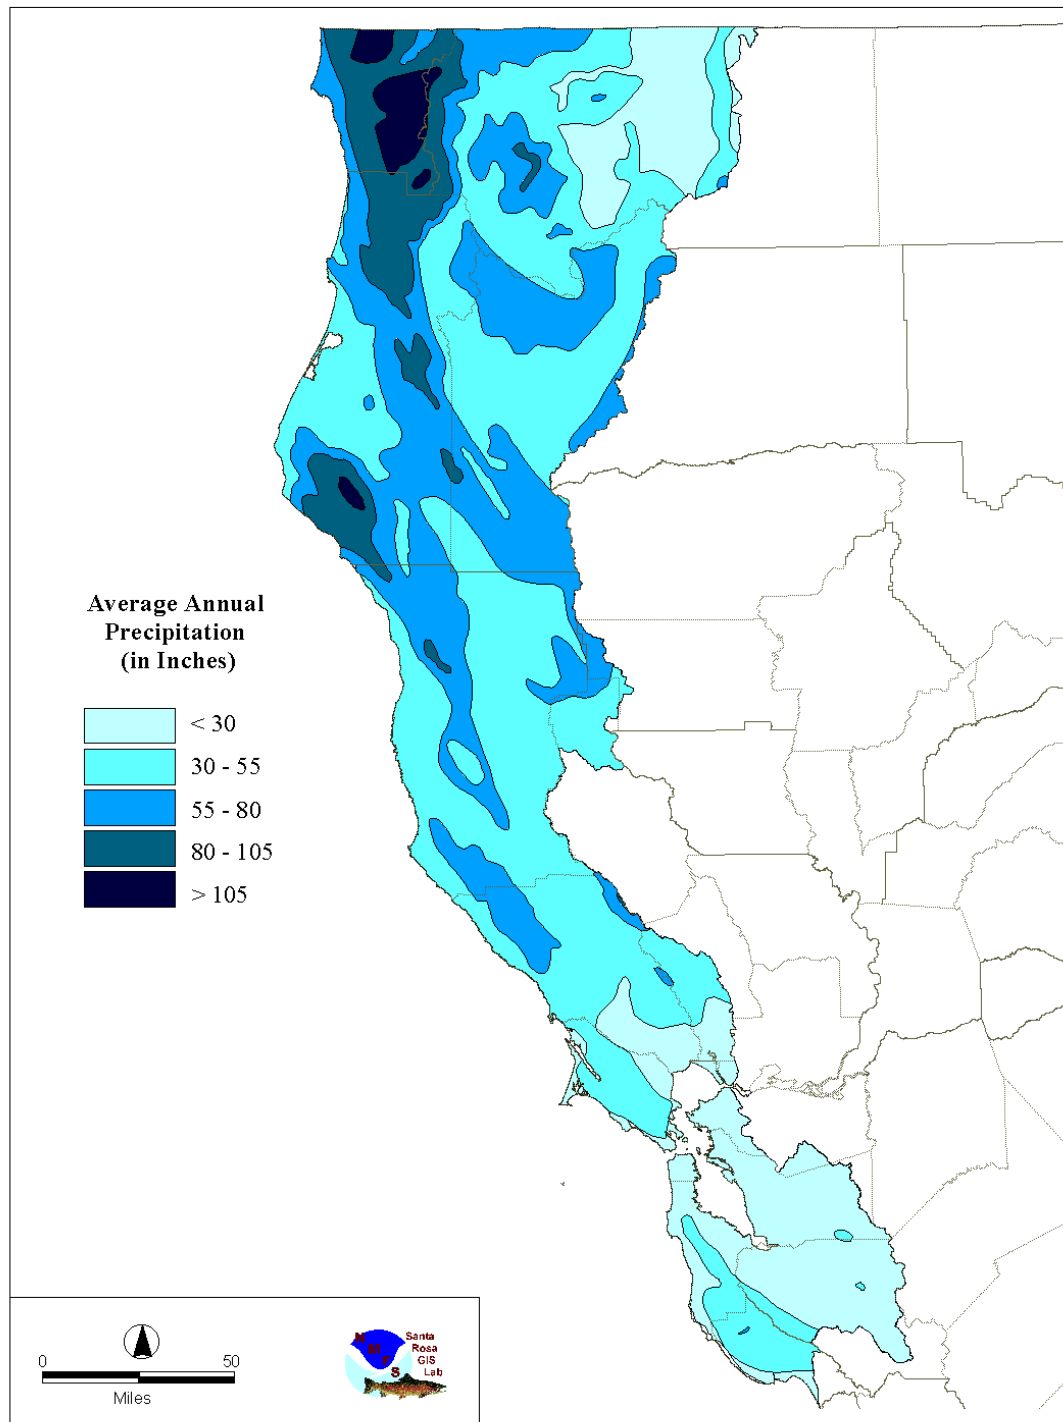 Average Annual
Precipitation
(in Inches)
< 30
30 - 55
55 - 80
80 - 105
> 105
0 50
Miles
N
M
F
S
Santa
Rosa
GIS
Lab